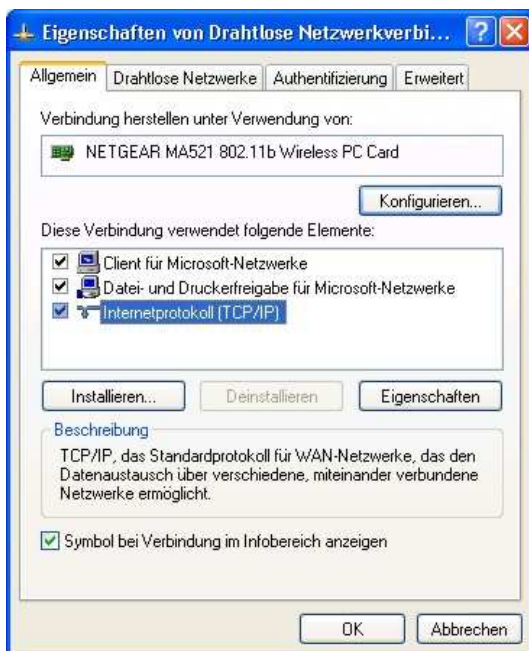 Eigenschaften von Drahtlose Netzwerkverbi...
Allgemein
Drahtlose Netzwerke
Authentifizierung
Erweitert
Verbindung herstellen unter Verwendung von:
NETGEAR MA521 802.11b Wireless PC Card
Konfigurieren...
Diese Verbindung verwendet folgende Elemente:
Client für Microsoft-Netzwerke
Datei- und Druckerfreigabe für Microsoft-Netzwerke
Internetprotokoll (TCP/IP)
Installieren...
Deinstallieren
Eigenschaften
Beschreibung
TCP/IP, das Standardprotokoll für WAN-Netzwerke, das den
Datenaustausch über verschiedene, miteinander verbundene
Netzwerke ermöglicht.
Symbol bei Verbindung im Infobereich anzeigen
OK
Abbrechen